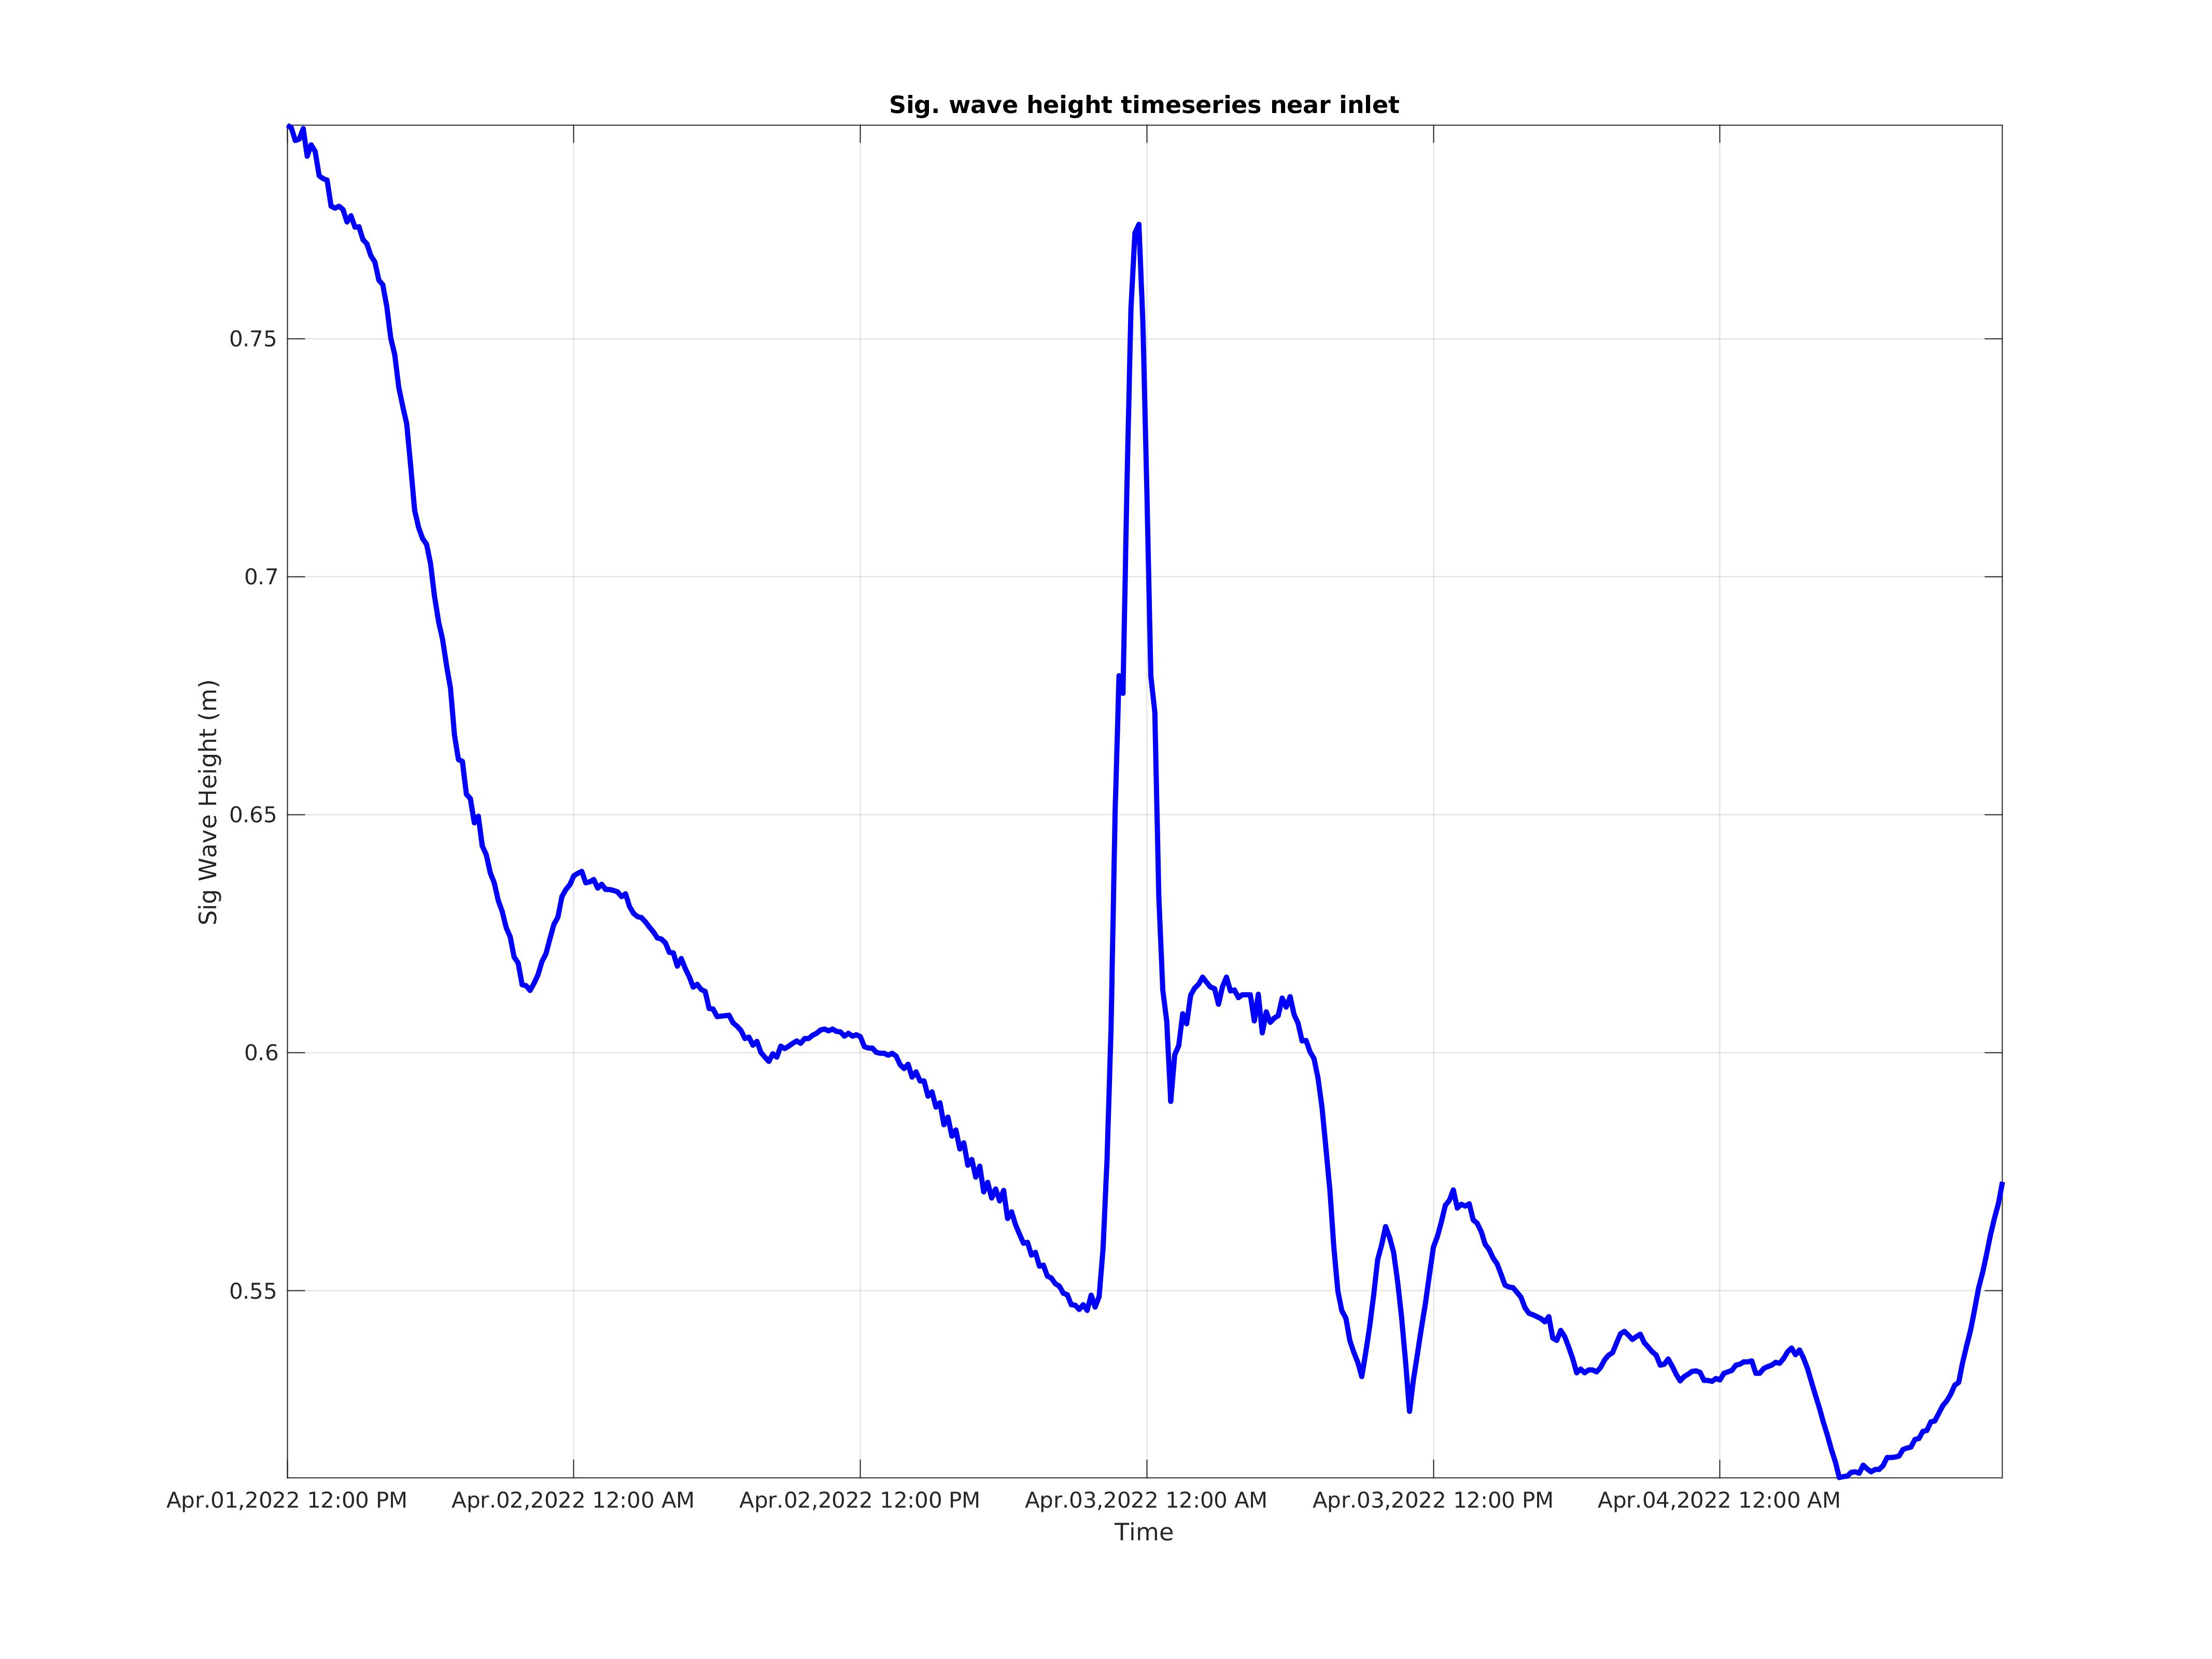 Sig. wave height timeseries near inlet
0.75
0.7
0.65
0.6
0.55
Sig Wave Height (m)
Apr.01,2022 12:00 PM
Apr.02,2022 12:00 AM
Apr.02,2022 12:00 PM
Apr.03,2022 12:00 AM
Apr.03,2022 12:00 PM
Apr.04,2022 12:00 AM
Time